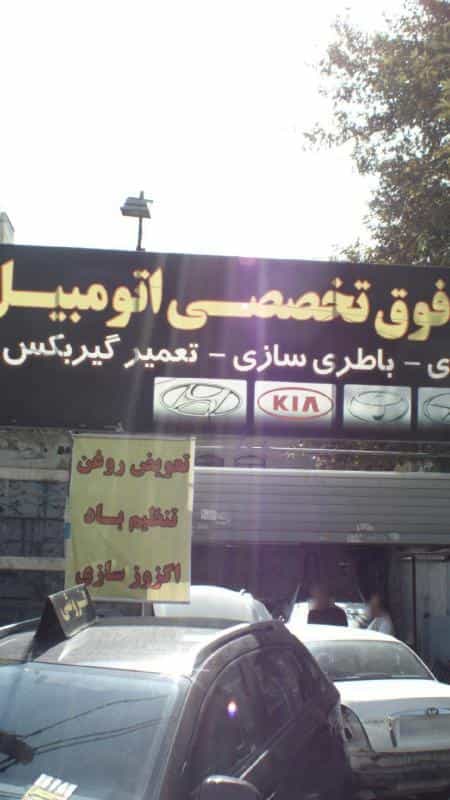 فوق تخصصی اتومبیل
ی - باطری سازی - تعمیر گیربکس
KIA
تعویض روغن
تنظیم باد
اگزوز سازی